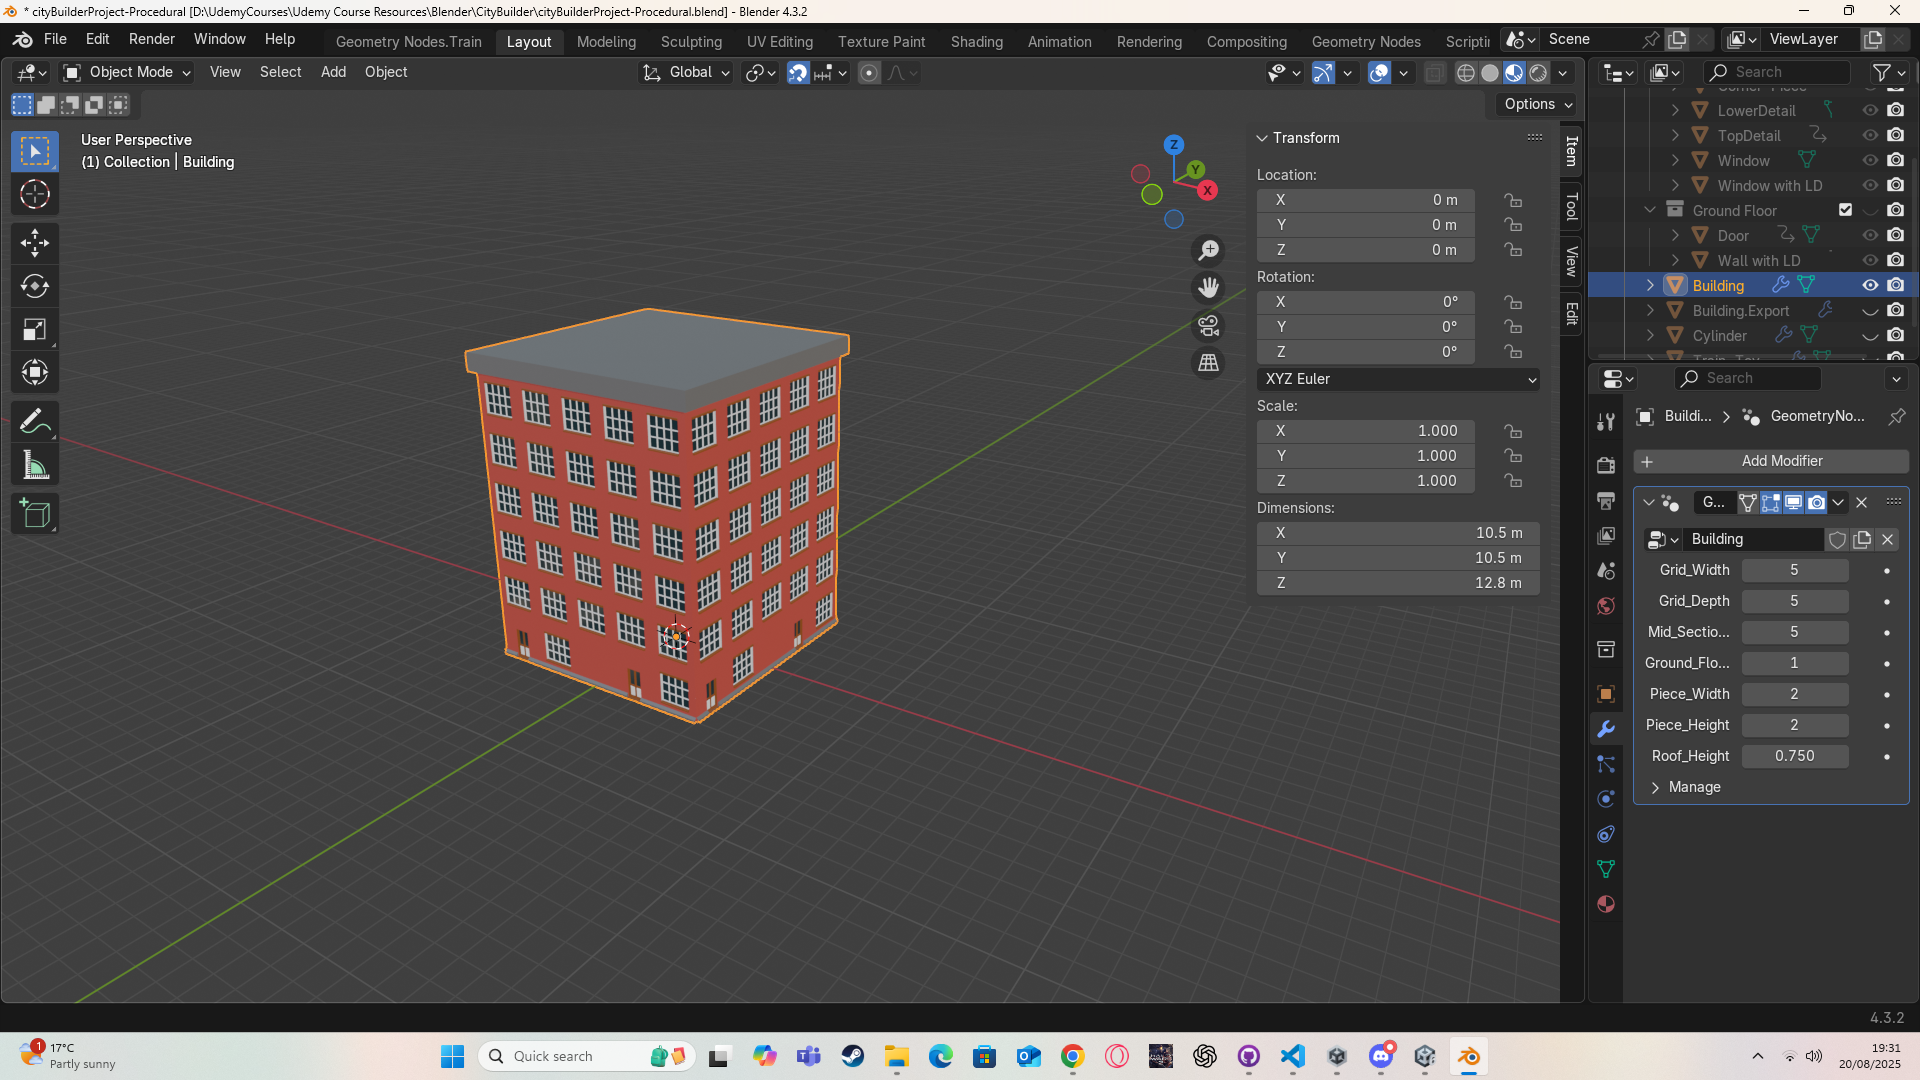 * cityBuilderProject-Procedural [D:\UdemyCourses\Udemy Course Resources\Blender\CityBuilder\cityBuilderProject-Procedural.blend] - Blender 4.3.2
File Edit Render Window Help
Geometry Nodes.Train Layout Modeling Sculpting UV Editing Texture Paint Shading Animation Rendering Compositing Geometry Nodes Scripti
Scene
ViewLayer
Object Mode View Select Add Object
Global
Options
User Perspective
(1) Collection | Building
Z
Y
X
Transform
Location:
X 0 m
Y 0 m
Z 0 m
Rotation:
X 0°
Y 0°
Z 0°
XYZ Euler
Scale:
X 1.000
Y 1.000
Z 1.000
Dimensions:
X 10.5 m
Y 10.5 m
Z 12.8 m
Item
Tool
View
Edit
Search
LowerDetail
TopDetail
Window
Window with LD
Ground Floor
Door
Wall with LD
Building
Building.Export
Cylinder
Search
Buildi... GeometryNo...
Add Modifier
G...
Building
Grid_Width 5
Grid_Depth 5
Mid_Sectio... 5
Ground_Flo... 1
Piece_Width 2
Piece_Height 2
Roof_Height 0.750
Manage
4.3.2
1
17°C
Partly sunny
Quick search
19:31
20/08/2025